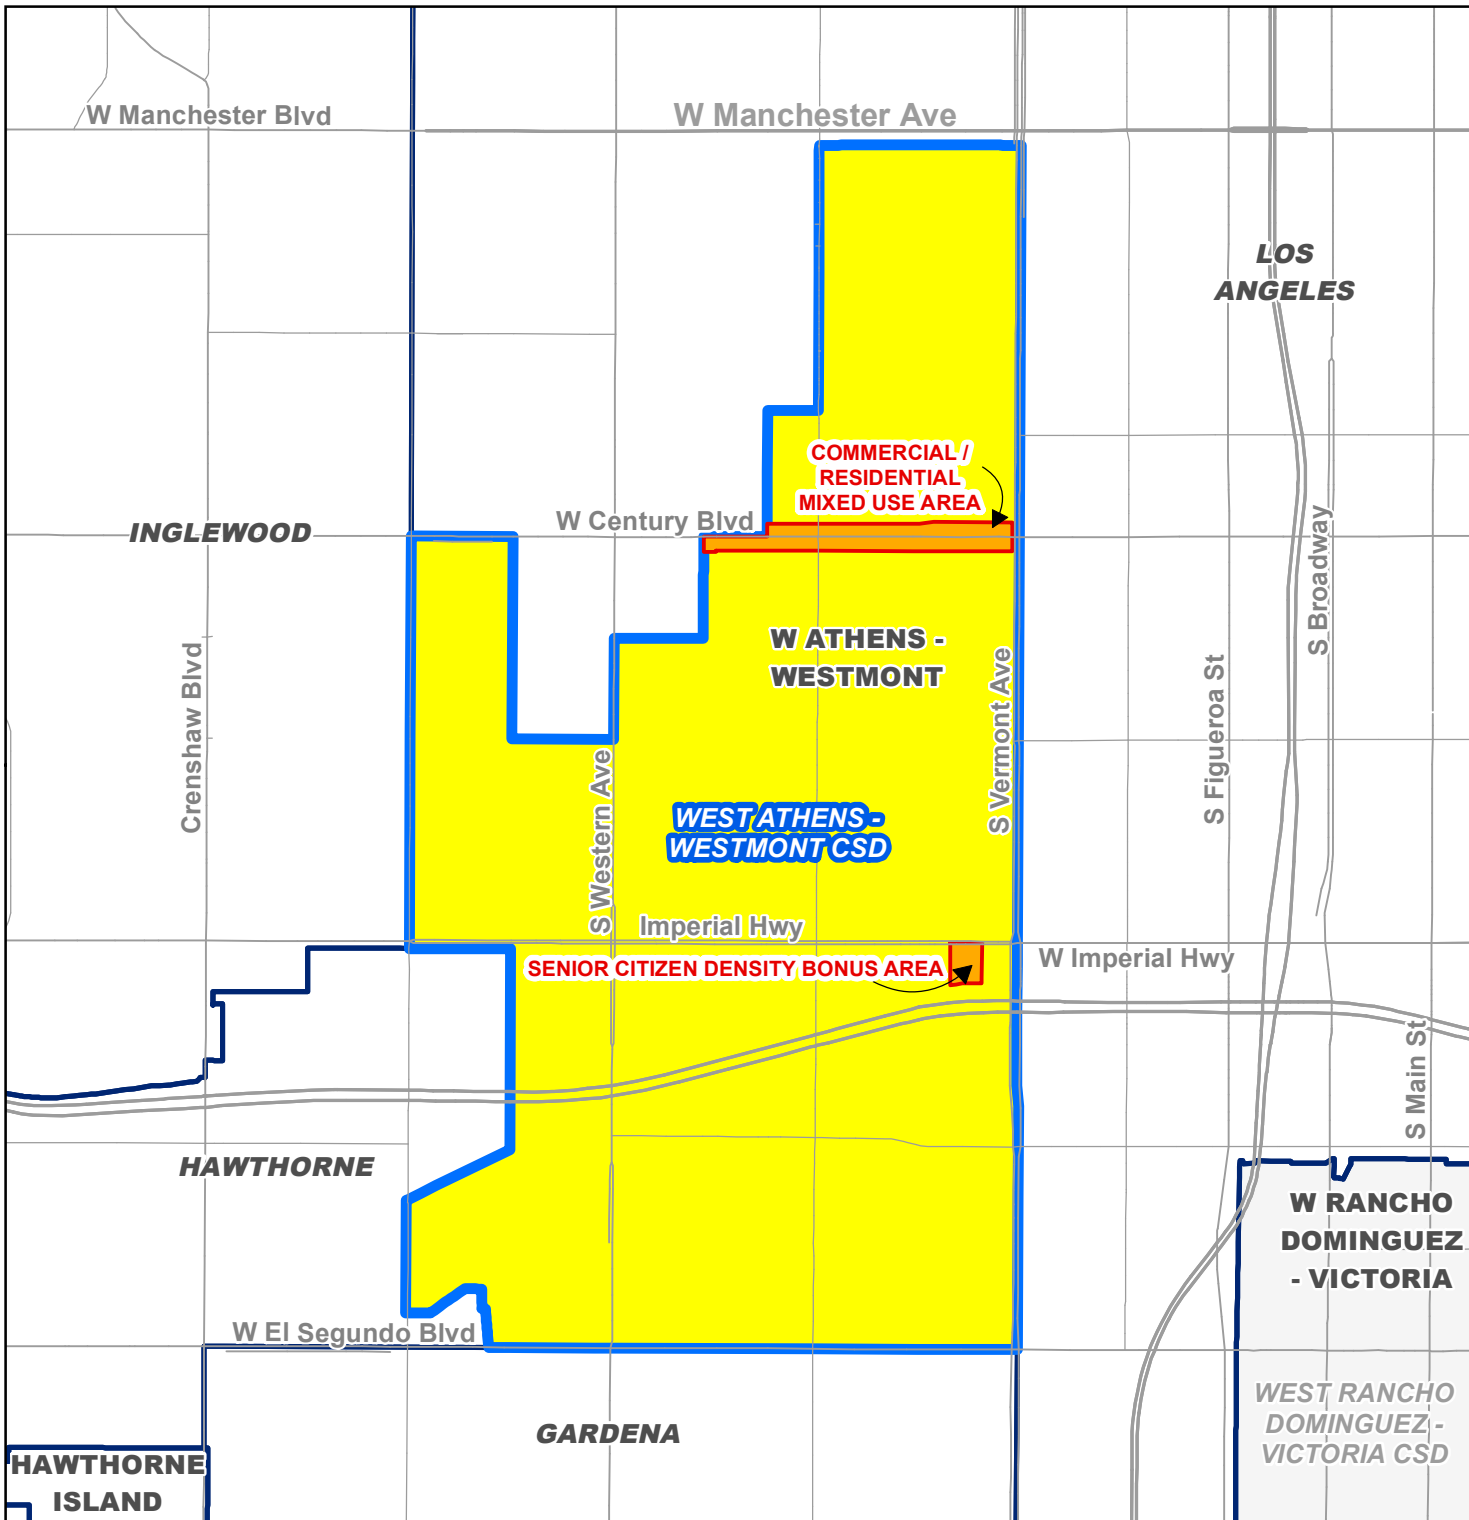 W Manchester Blvd
W Manchester Ave
LOS
ANGELES
COMMERCIAL /
RESIDENTIAL
MIXED USE AREA
W Century Blvd
INGLEWOOD
S Broadway
W ATHENS -
WESTMONT
Crenshaw Blvd
S Vermont Ave
S Figueroa St
S Western Ave
WEST ATHENS -
WESTMONT CSD
Imperial Hwy
W Imperial Hwy
SENIOR CITIZEN DENSITY BONUS AREA
S Main St
HAWTHORNE
W RANCHO
DOMINGUEZ
- VICTORIA
W El Segundo Blvd
WEST RANCHO
DOMINGUEZ -
VICTORIA CSD
GARDENA
HAWTHORNE
ISLAND